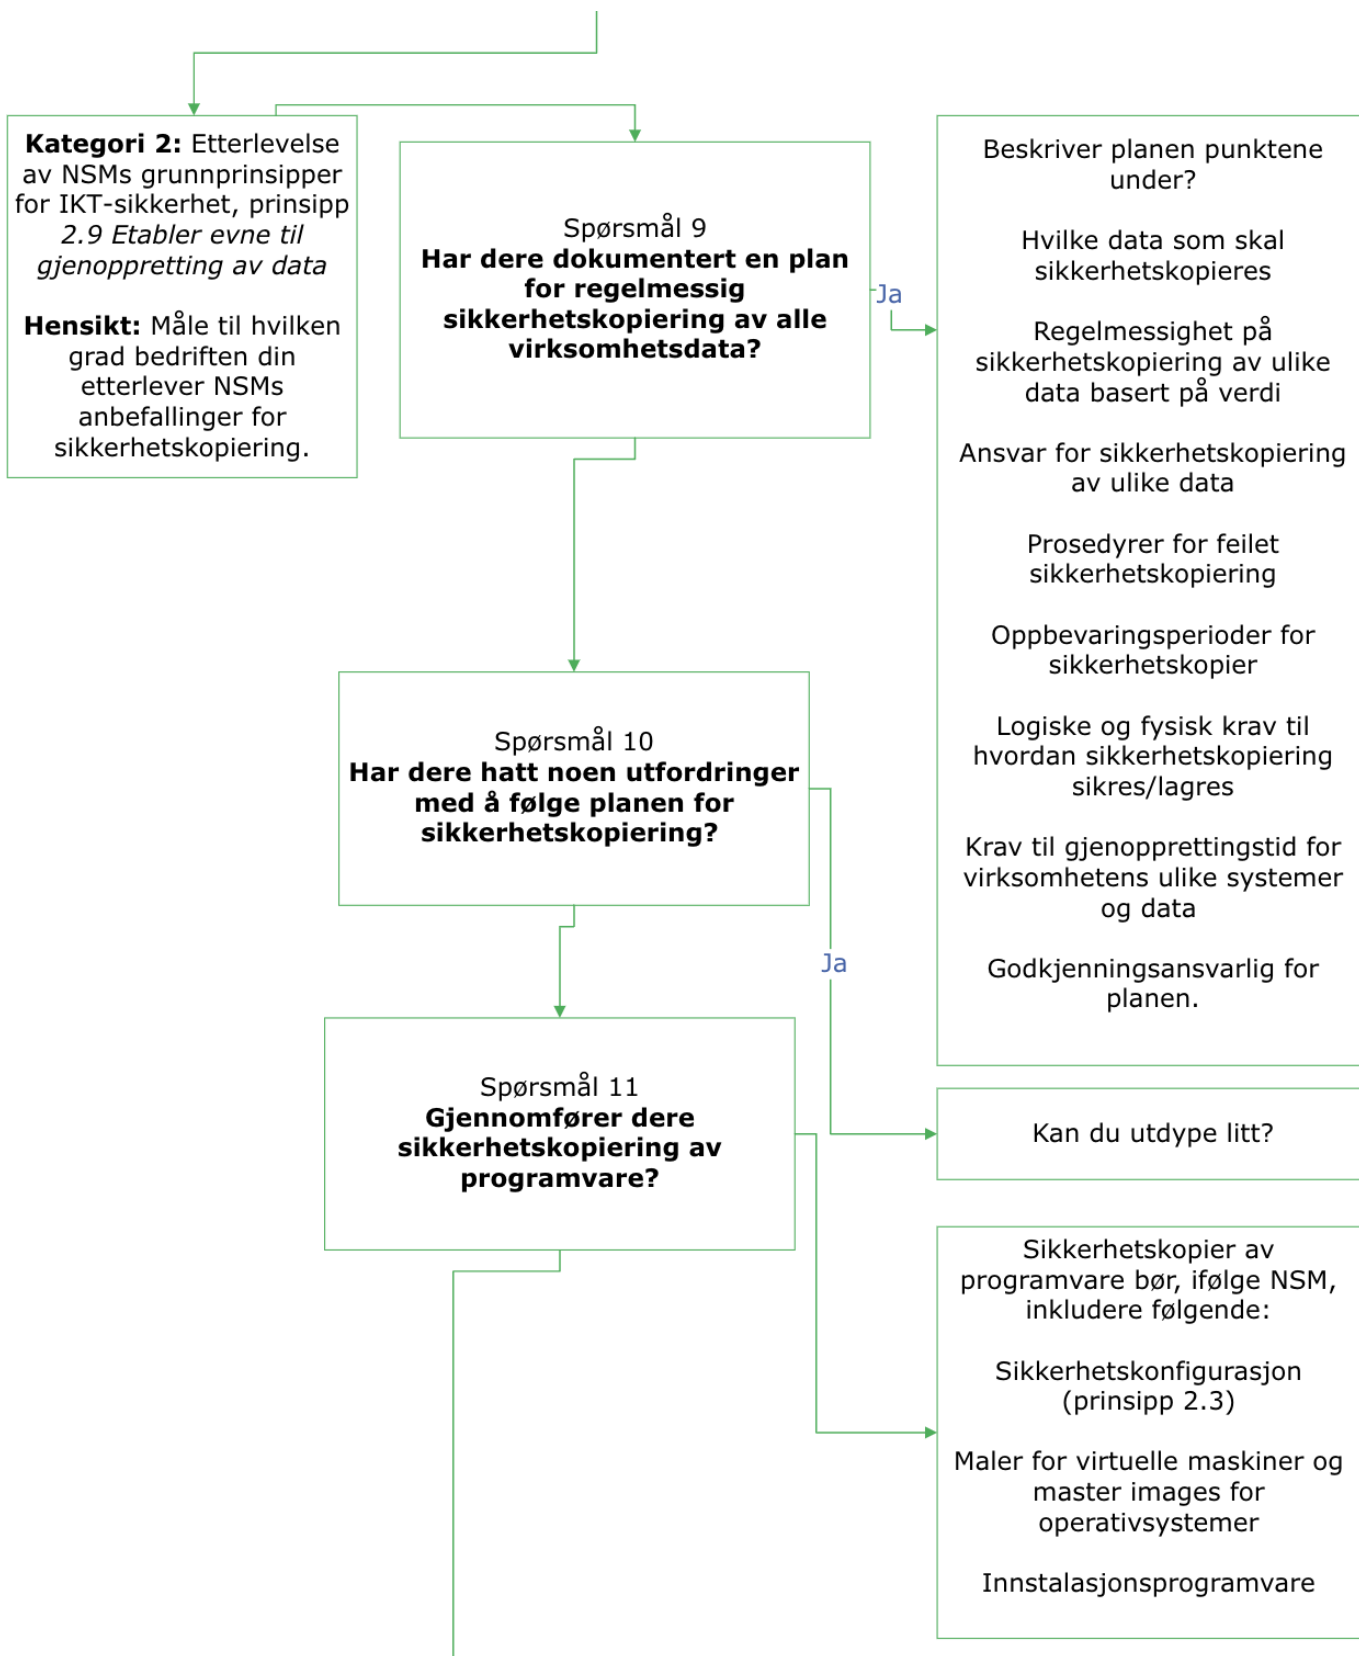 Kategori 2: Etterlevelse
av NSMs grunnprinsipper
for IKT-sikkerhet, prinsipp
2.9 Etabler evne til
gjenoppretting av data
Hensikt: Måle til hvilken
grad bedriften din
etterlever NSMs
anbefallinger for
sikkerhetskopiering.
Spørsmål 9
Har dere dokumentert en plan
for regelmessig
sikkerhetskopiering av alle
virksomhetsdata?
Ja
Beskriver planen punktene
under?
Hvilke data som skal
sikkerhetskopieres
Regelmessighet på
sikkerhetskopiering av ulike
data basert på verdi
Ansvar for sikkerhetskopiering
av ulike data
Prosedyrer for feilet
sikkerhetskopiering
Oppbevaringsperioder for
sikkerhetskopier
Logiske og fysisk krav til
hvordan sikkerhetskopiering
sikres/lagres
Krav til gjenopprettingstid for
virksomhetens ulike systemer
og data
Godkjenningsansvarlig for
planen.
Spørsmål 10
Har dere hatt noen utfordringer
med å følge planen for
sikkerhetskopiering?
Ja
Kan du utdype litt?
Spørsmål 11
Gjennomfører dere
sikkerhetskopiering av
programvare?
Sikkerhetskopier av
programvare bør, ifølge NSM,
inkludere følgende:
Sikkerhetskonfigurasjon
(prinsipp 2.3)
Maler for virtuelle maskiner og
master images for
operativsystemer
Innstalasjonsprogramvare